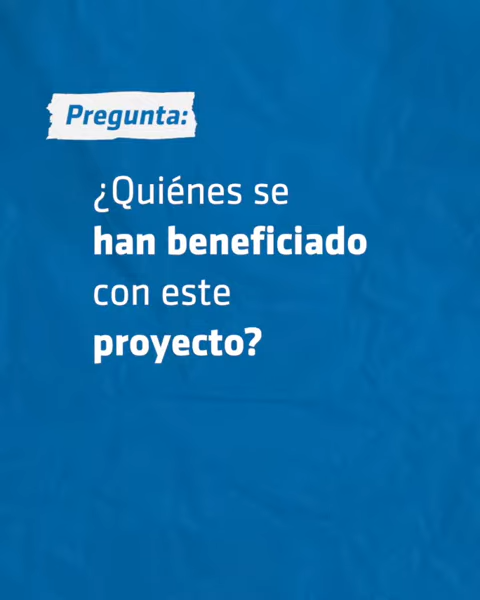 Pregunta:
¿Quiénes se
han beneficiado
con este
proyecto?